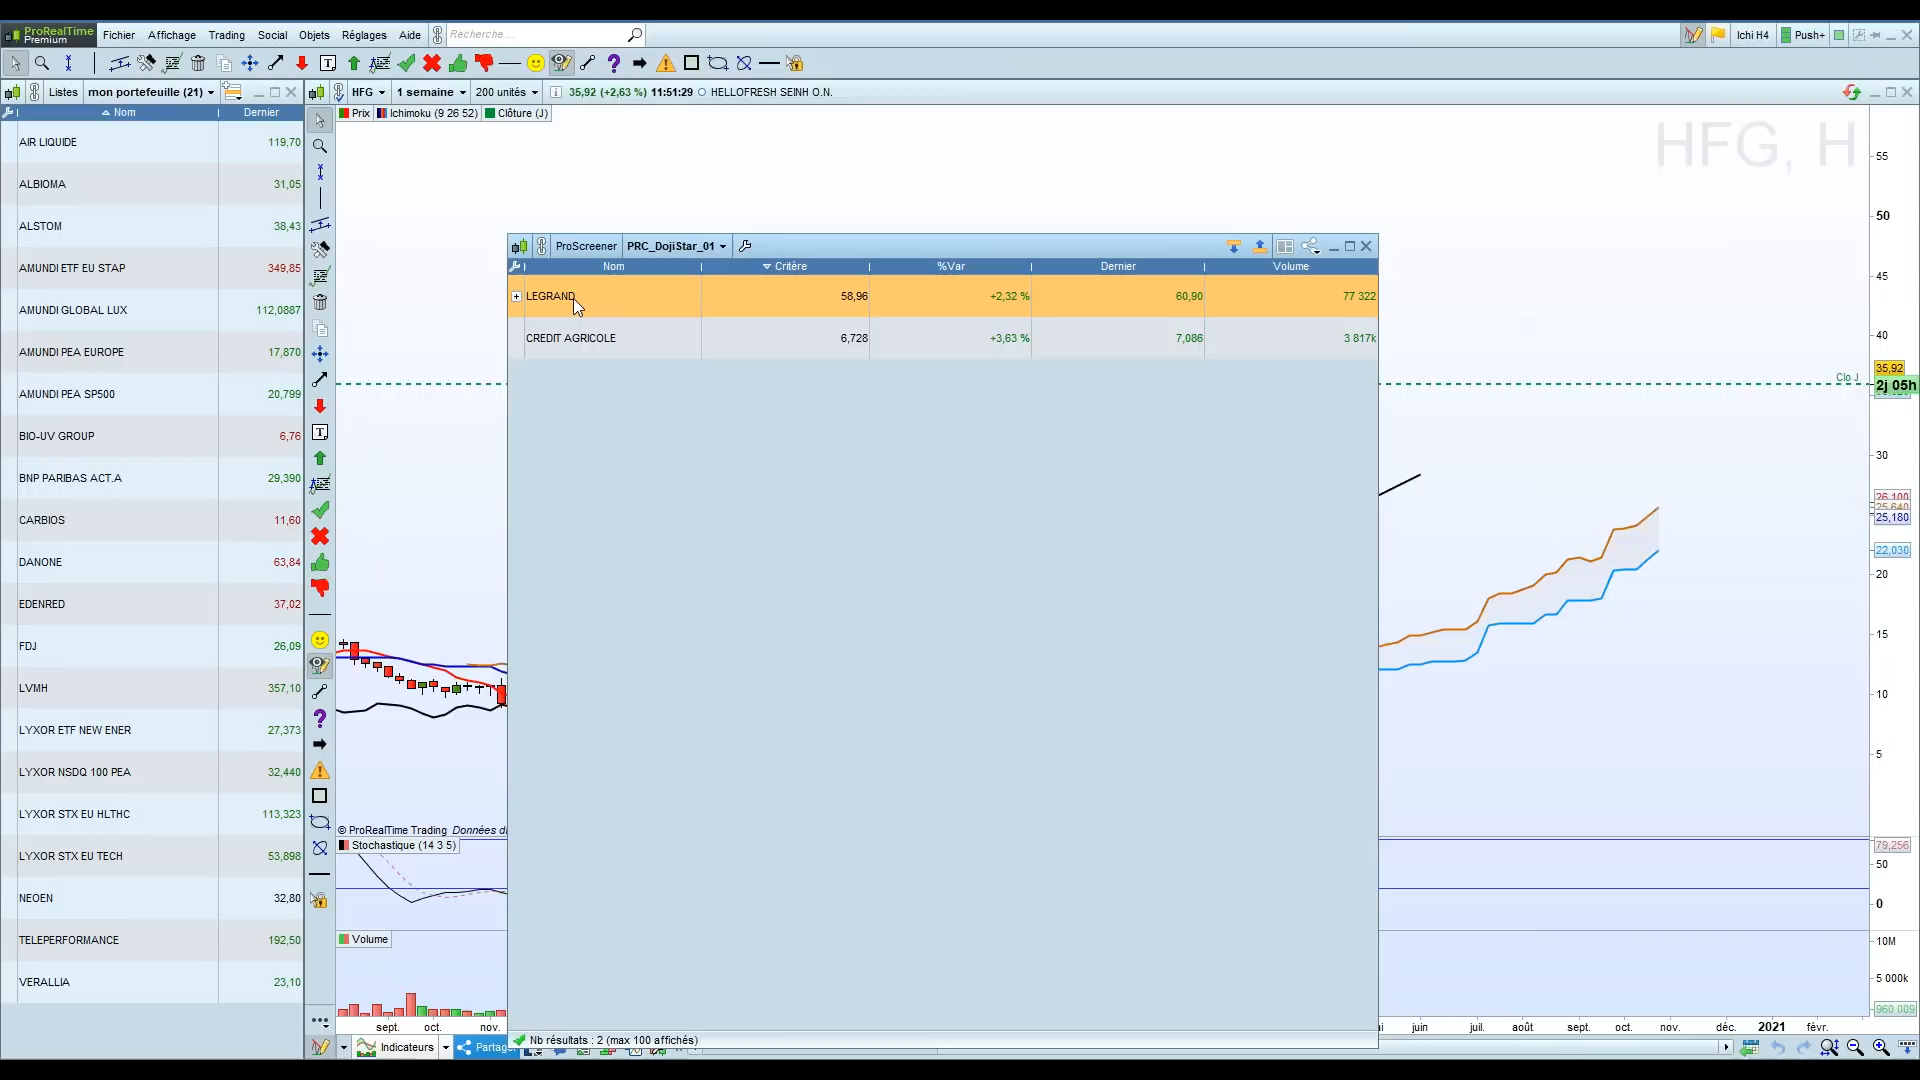 ProRealTime
Premium
Fichier Affichage Trading Social Objets Réglages Aide Recherche ... Ichi H4 Push+
Listes mon portefeuille (21)
HFG 1 semaine 200 unités 35,92 (+2,63 %) 11:51:29 HELLOFRESH SEINH O.N.
Nom Dernier
Prix Ichimoku (9 26 52) Clôture (J)
HFG, H
AIR LIQUIDE 119,70
ALBIOMA 31,05
ALSTOM 38,43
AMUNDI ETF EU STAP 349,85
AMUNDI GLOBAL LUX 112,0887
AMUNDI PEA EUROPE 17,870
AMUNDI PEA SP500 20,799
BIO-UV GROUP 6,76
BNP PARIBAS ACT.A 29,390
CARBIOS 11,60
DANONE 63,84
EDENRED 37,02
FDJ 26,09
LVMH 357,10
LYXOR ETF NEW ENER 27,373
LYXOR NSDQ 100 PEA 32,440
LYXOR STX EU HLTHC 113,323
LYXOR STX EU TECH 53,898
NEOEN 32,80
TELEPERFORMANCE 192,50
VERALLIA 23,10
ProScreener PRC_DojiStar_01
Nom Critère %Var Dernier Volume
LEGRAND 58,96 +2,32 % 60,90 77 322
CREDIT AGRICOLE 6,728 +3,63 % 7,086 3 817k
Nb résultats : 2 (max 100 affichés)
55
50
45
40
35,92
Clo J
2j 05h
30
26,100
25,640
25,180
22,030
20
15
10
5
© ProRealTime Trading Données d
Stochastique (14 3 5)
79,256
50
0
Volume
10M
5 000k
960,009
sept. oct. nov. juin juil. août sept. oct. nov. déc. 2021 févr.
Indicateurs Partage